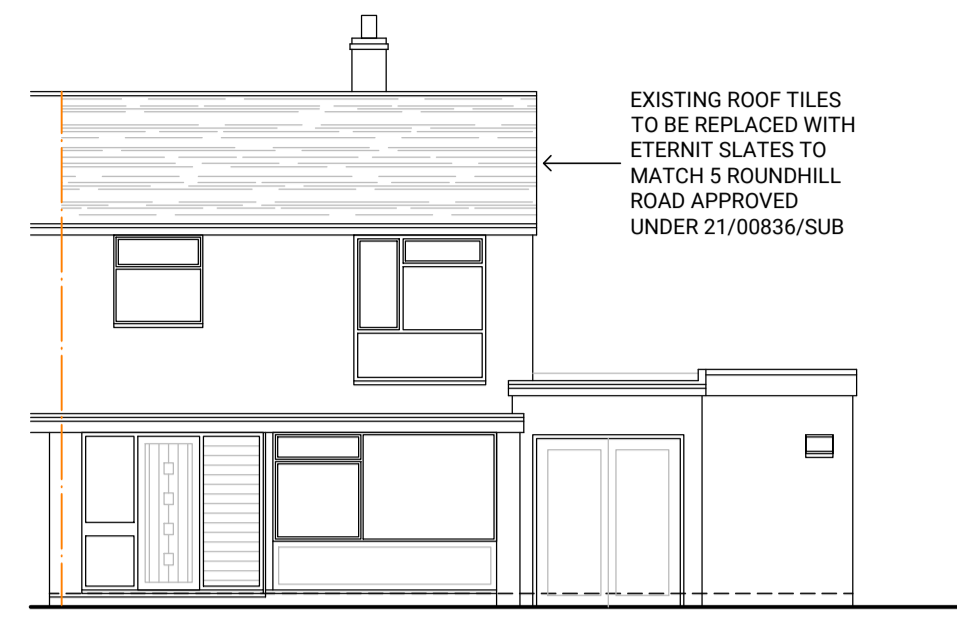 EXISTING ROOF TILES
TO BE REPLACED WITH
ETERNIT SLATES TO
MATCH 5 ROUNDHILL
ROAD APPROVED
UNDER 21/00836/SUB